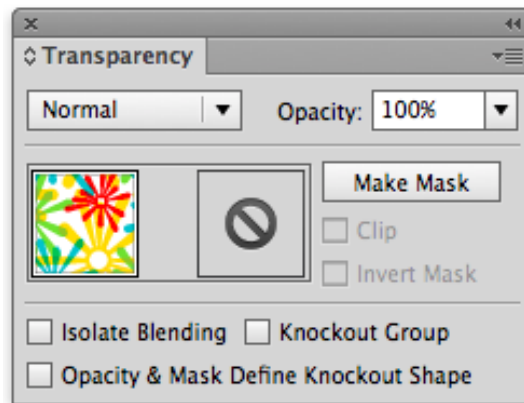 Transparency
Normal Opacity: 100%
Make Mask
Clip
Invert Mask
Isolate Blending Knockout Group
Opacity & Mask Define Knockout Shape